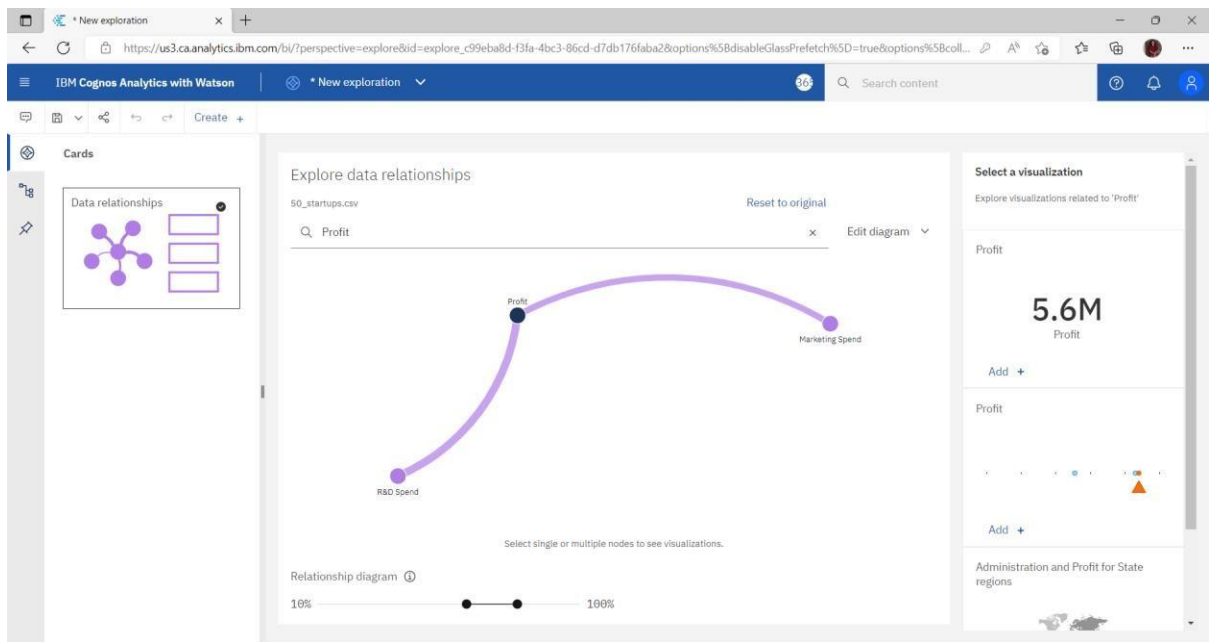 * New exploration
https://us3.ca.analytics.ibm.com/bi/?perspective=explore&id=explore_c99eba8d-f3fa-4bc3-86cd-d7db176faba2&options%5BdisableGlassPrefetch%5D=true&options%5Bcoll...
IBM Cognos Analytics with Watson
* New exploration
Search content
Create +
Cards
Data relationships
Explore data relationships
50_startups.csv
Reset to original
Profit
Edit diagram
Profit
Marketing Spend
R&D Spend
Select single or multiple nodes to see visualizations.
Relationship diagram
10%
100%
Select a visualization
Explore visualizations related to 'Profit'
Profit
5.6M
Profit
Add +
Profit
Add +
Administration and Profit for State
regions